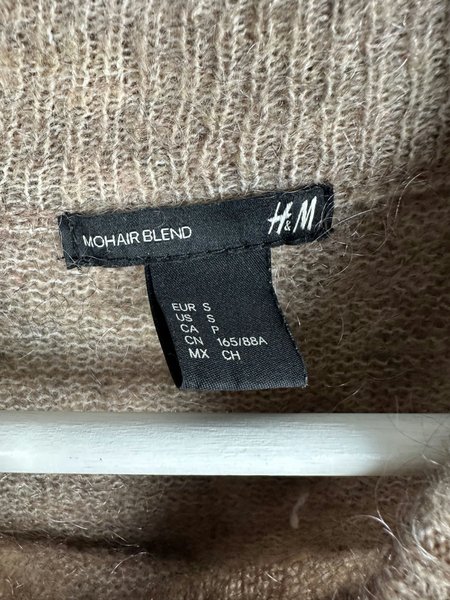 MOHAIR BLEND
H&M
EUR S
US S
CA P
CN 165/88A
MX CH